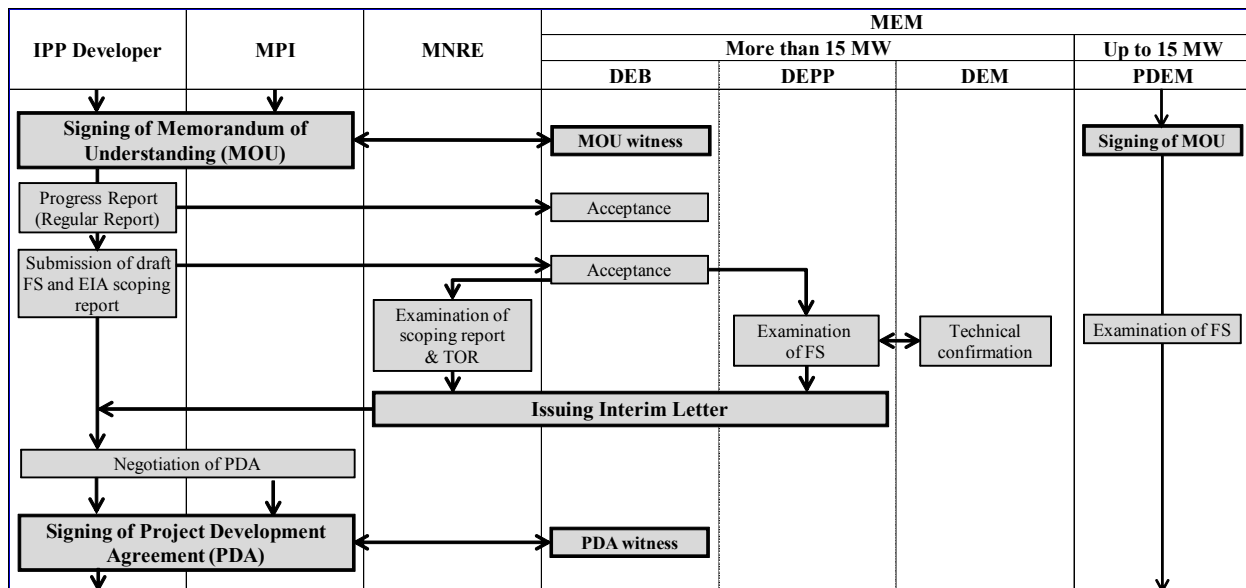 MEM
IPP Developer
MPI
MNRE
More than 15 MW
Up to 15 MW
DEB
DEPP
DEM
PDEM
Signing of Memorandum of
Understanding (MOU)
MOU witness
Signing of MOU
Progress Report
(Regular Report)
Acceptance
Submission of draft
FS and EIA scoping
report
Acceptance
Examination of
scoping report
& TOR
Examination
of FS
Technical
confirmation
Examination of FS
Issuing Interim Letter
Negotiation of PDA
Signing of Project Development
Agreement (PDA)
PDA witness